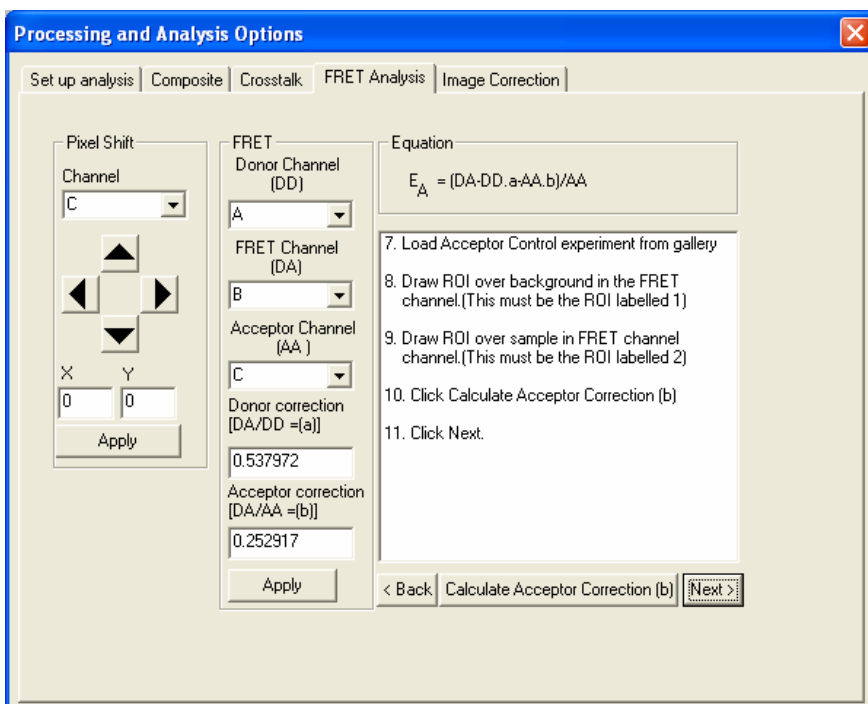 Processing and Analysis Options
Set up analysis
Composite
Crosstalk
FRET Analysis
Image Correction
Pixel Shift
Channel
C
X
Y
0
0
Apply
FRET
Donor Channel
(DD)
A
FRET Channel
(DA)
B
Acceptor Channel
(AA )
C
Donor correction
[DA/DD =(a)]
0.537972
Acceptor correction
[DA/AA =(b)]
0.252917
Apply
Equation
E_A = (DA-DD.a-AA.b)/AA
7. Load Acceptor Control experiment from gallery
8. Draw ROI over background in the FRET
channel.(This must be the ROI labelled 1)
9. Draw ROI over sample in FRET channel
channel.(This must be the ROI labelled 2)
10. Click Calculate Acceptor Correction (b)
11. Click Next.
< Back
Calculate Acceptor Correction (b)
Next >